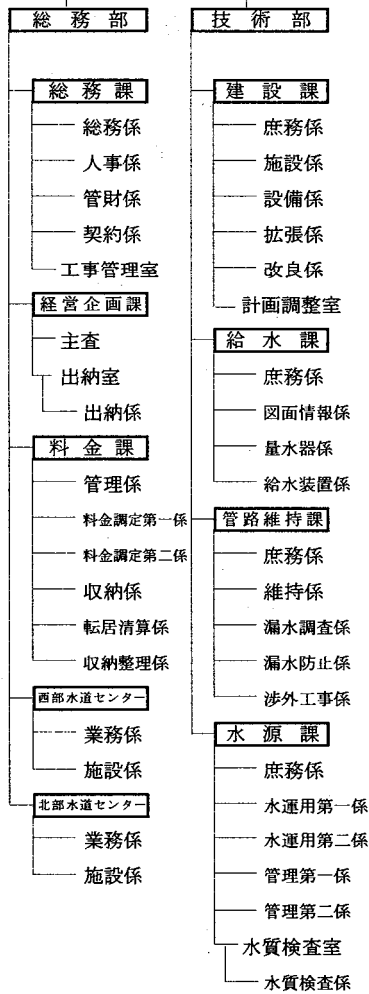 総務部
総務課
総務係
人事係
管財係
契約係
工事管理室
経営企画課
主査
出納室
出納係
料金課
管理係
料金調定第一係
料金調定第二係
収納係
転居清算係
収納整理係
西部水道センター
業務係
施設係
北部水道センター
業務係
施設係
技術部
建設課
庶務係
施設係
設備係
拡張係
改良係
計画調整室
給水課
庶務係
図面情報係
量水器係
給水装置係
管路維持課
庶務係
維持係
漏水調査係
漏水防止係
渉外工事係
水源課
庶務係
水運用第一係
水運用第二係
管理第一係
管理第二係
水質検査室
水質検査係